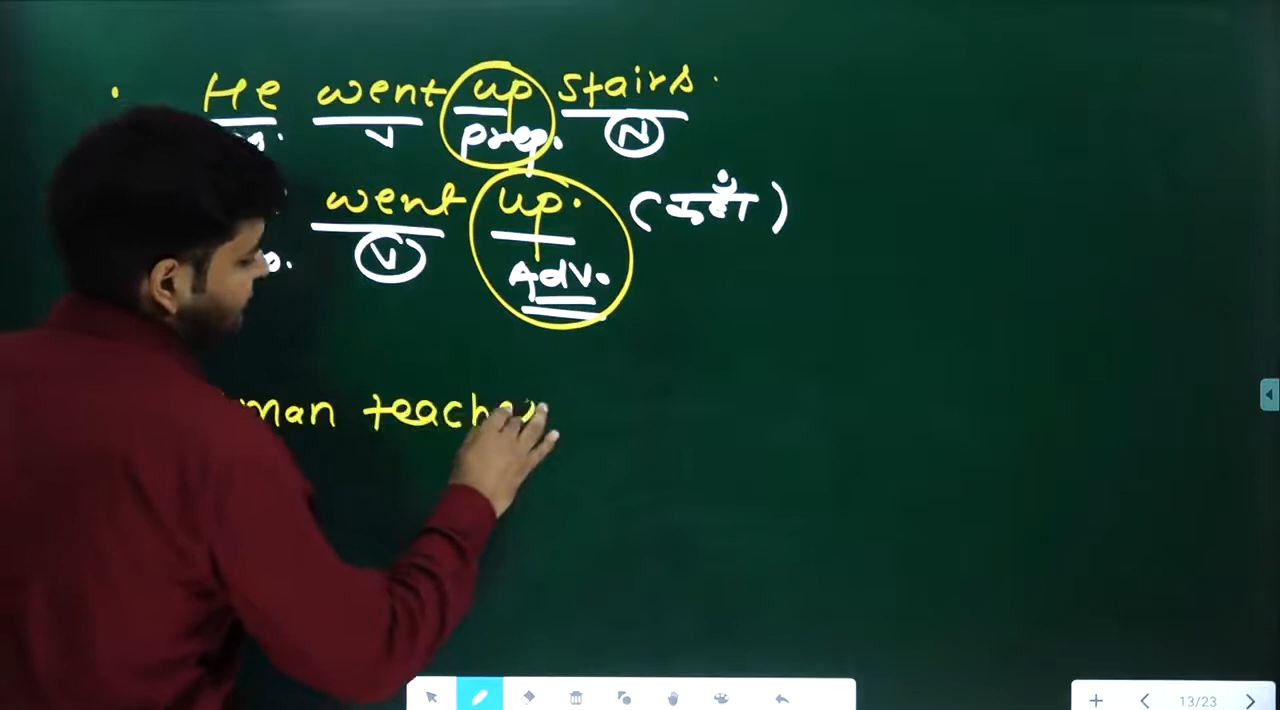 He went up stairs.
V prep. N
went up. (कहाँ)
V Adv.
man teache
13/23